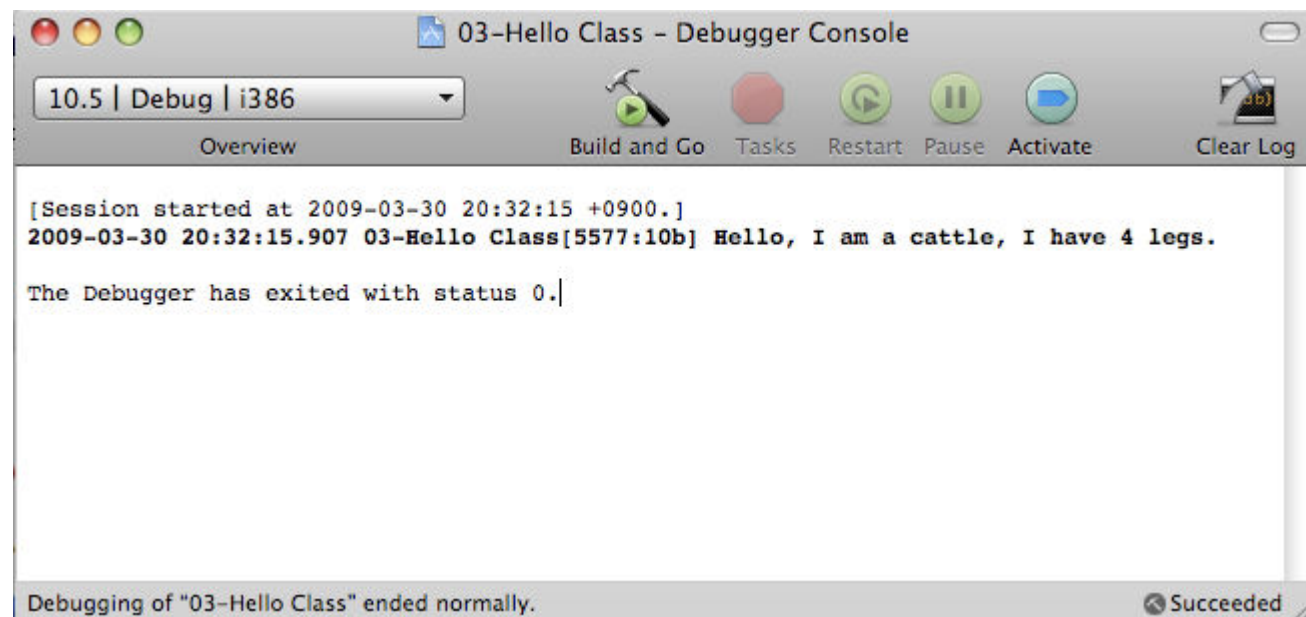 03-Hello Class - Debugger Console
10.5 | Debug | i386
Overview
Build and Go Tasks Restart Pause Activate Clear Log
[Session started at 2009-03-30 20:32:15 +0900.]
2009-03-30 20:32:15.907 03-Hello Class[5577:10b] Hello, I am a cattle, I have 4 legs.
The Debugger has exited with status 0.
Debugging of "03-Hello Class" ended normally. Succeeded